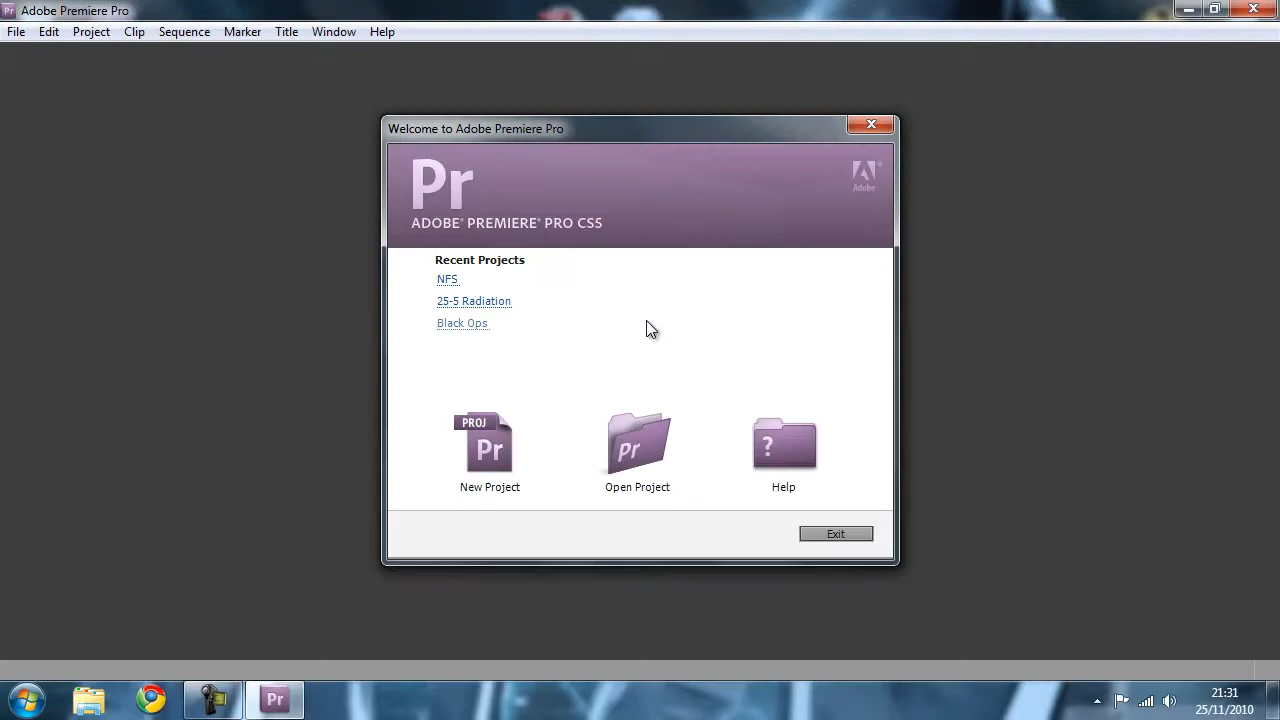 Pr Adobe Premiere Pro
File Edit Project Clip Sequence Marker Title Window Help
Welcome to Adobe Premiere Pro
Pr
Adobe
ADOBE® PREMIERE® PRO CS5
Recent Projects
NFS
25-5 Radiation
Black Ops
PROJ
Pr
Pr
?
New Project Open Project Help
Exit
Pr
21:31
25/11/2010